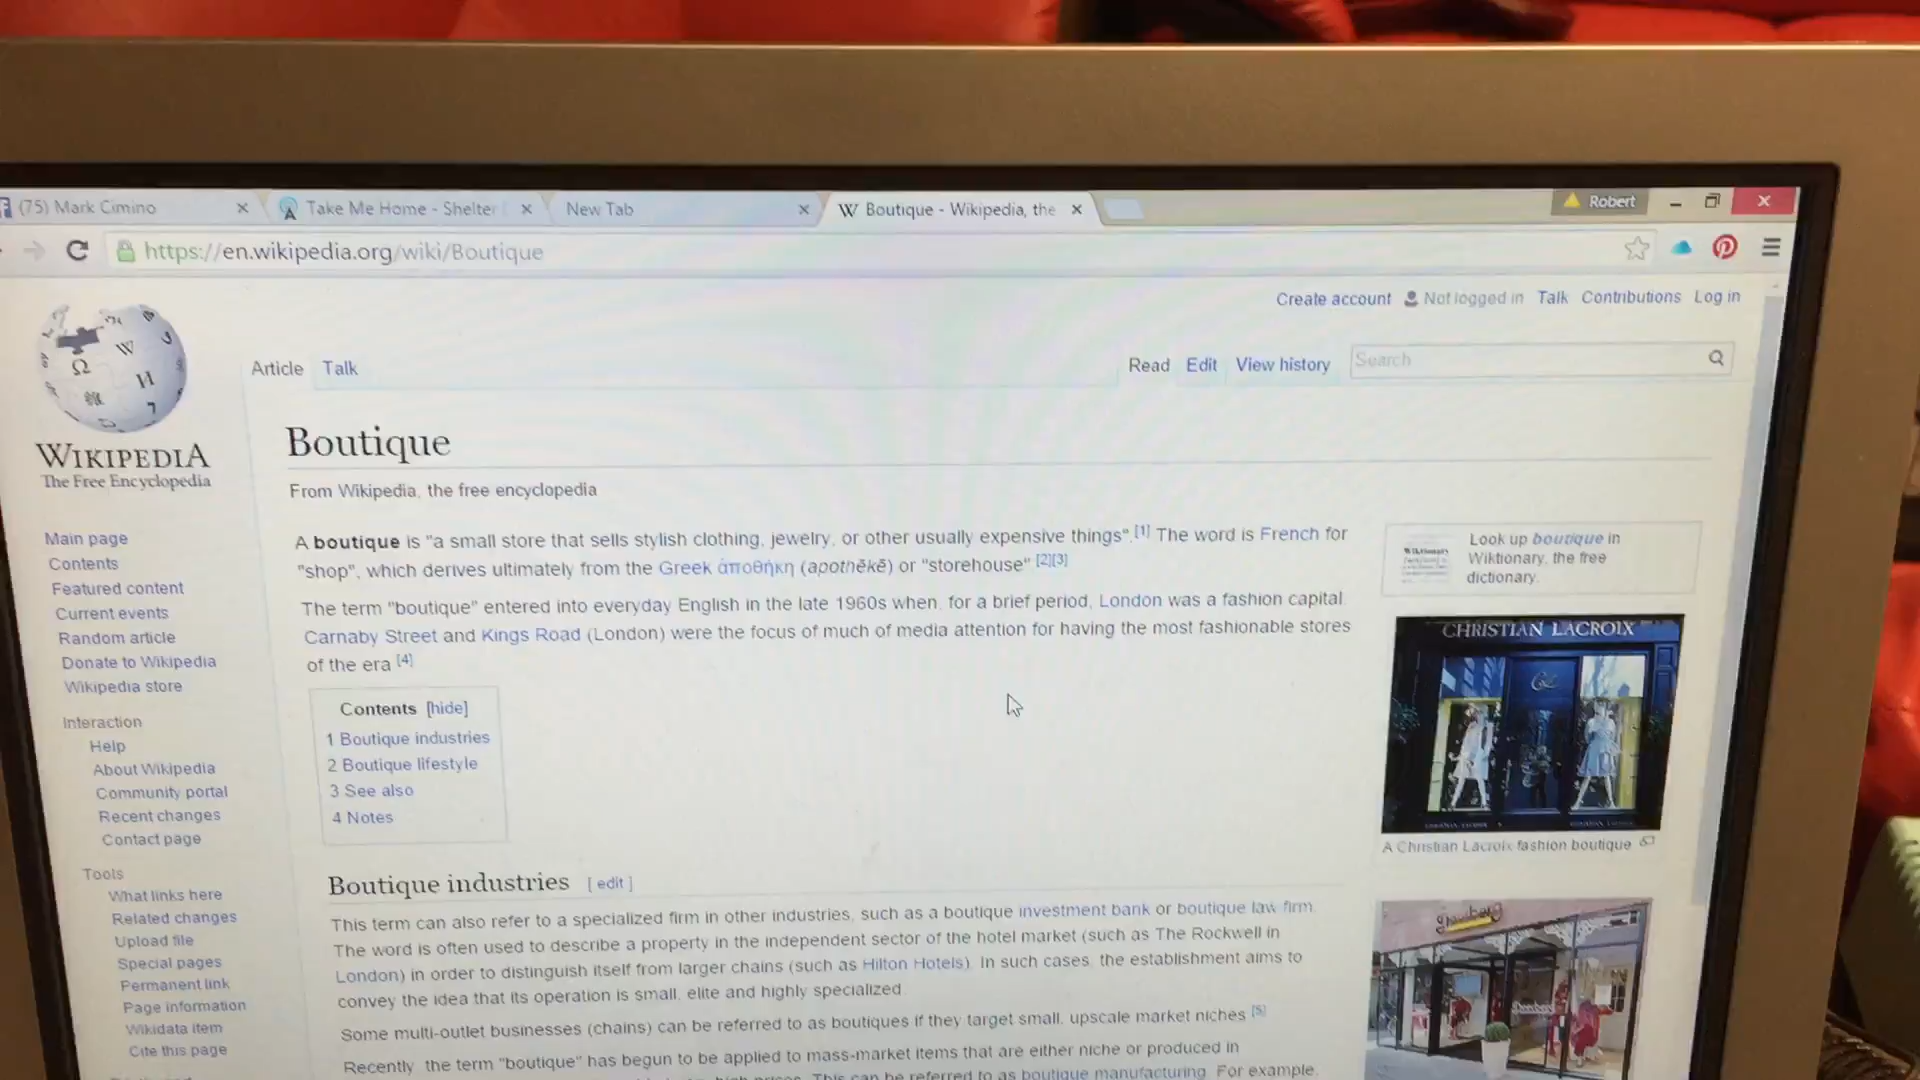 (75) Mark Cimino
Take Me Home - Shelter
New Tab
Boutique - Wikipedia, the
Robert
https://en.wikipedia.org/wiki/Boutique
Create account Not logged in Talk Contributions Log in
Article Talk
Read Edit View history Search
WIKIPEDIA
The Free Encyclopedia
Main page
Contents
Featured content
Current events
Random article
Donate to Wikipedia
Wikipedia store
Interaction
Help
About Wikipedia
Community portal
Recent changes
Contact page
Tools
What links here
Related changes
Upload file
Special pages
Permanent link
Page information
Wikidata item
Cite this page
Boutique
From Wikipedia, the free encyclopedia
A boutique is "a small store that sells stylish clothing, jewelry, or other usually expensive things".[1] The word is French for
"shop", which derives ultimately from the Greek ἀποθήκη (apothēkē) or "storehouse" [2][3]
The term "boutique" entered into everyday English in the late 1960s when, for a brief period, London was a fashion capital.
Carnaby Street and Kings Road (London) were the focus of much of media attention for having the most fashionable stores
of the era [4]
Contents [hide]
1 Boutique industries
2 Boutique lifestyle
3 See also
4 Notes
Boutique industries [ edit ]
This term can also refer to a specialized firm in other industries, such as a boutique investment bank or boutique law firm.
The word is often used to describe a property in the independent sector of the hotel market (such as The Rockwell in
London) in order to distinguish itself from larger chains (such as Hilton Hotels). In such cases, the establishment aims to
convey the idea that its operation is small, elite and highly specialized.
Some multi-outlet businesses (chains) can be referred to as boutiques if they target small, upscale market niches [5]
Recently, the term "boutique" has begun to be applied to mass-market items that are either niche or produced in
prices. This can be referred to as boutique manufacturing. For example,
Look up boutique in
Wiktionary, the free
dictionary.
CHRISTIAN LACROIX
A Christian Lacroix fashion boutique